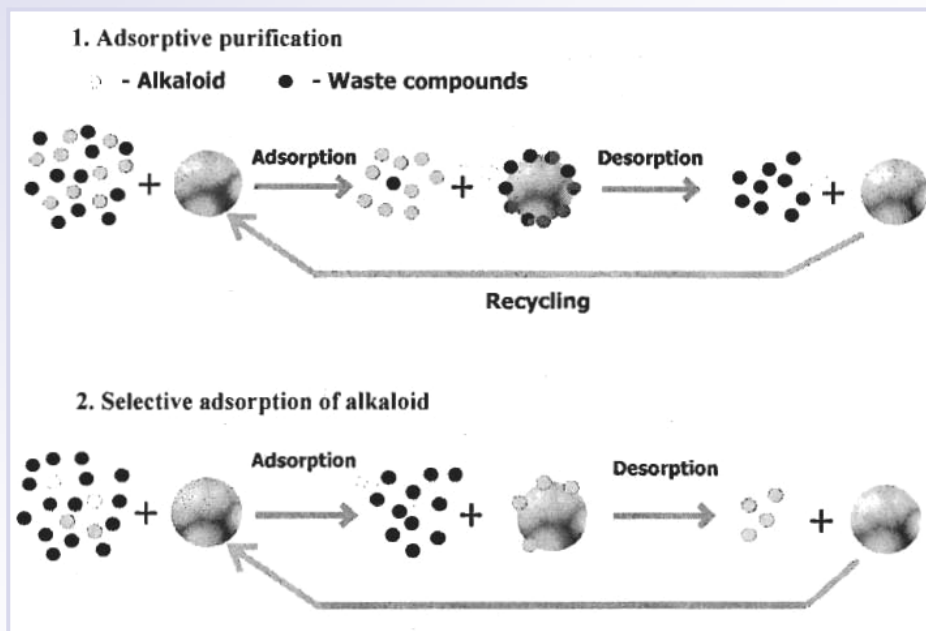 1. Adsorptive purification
- Alkaloid - Waste compounds
+ Adsorption + Desorption +
Recycling
2. Selective adsorption of alkaloid
+ Adsorption + Desorption +